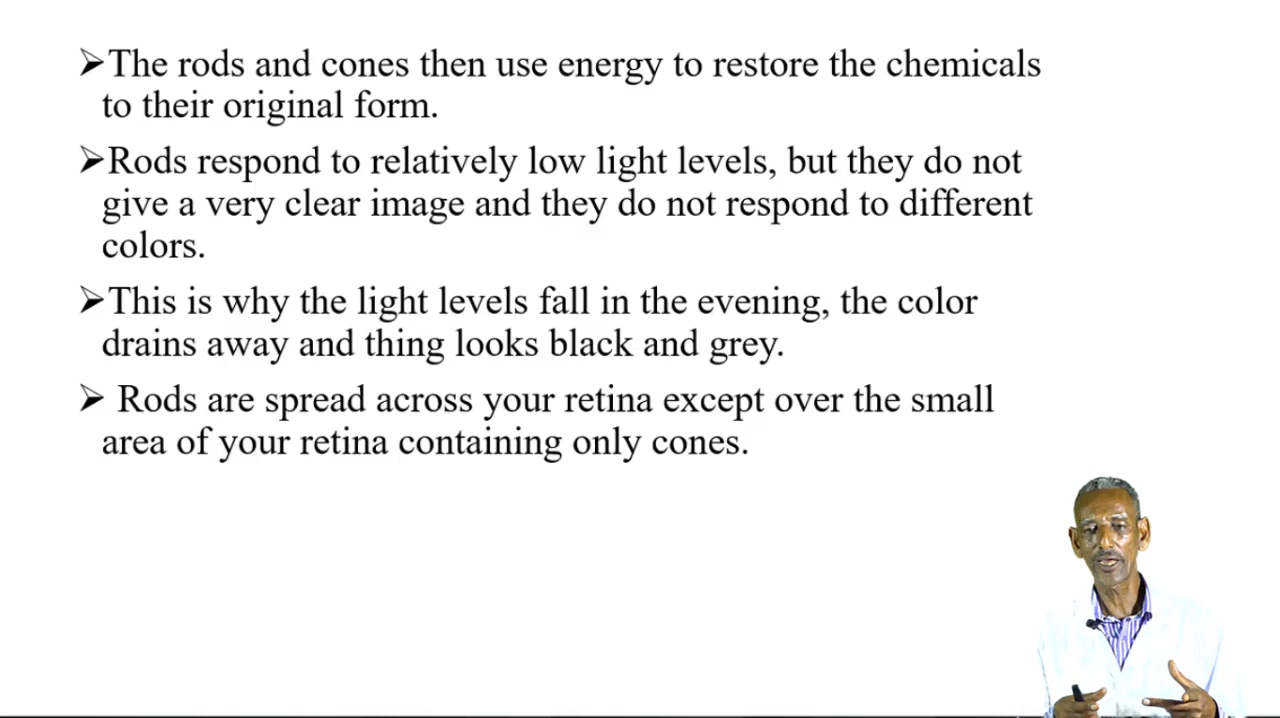 ➢The rods and cones then use energy to restore the chemicals
to their original form.
➢Rods respond to relatively low light levels, but they do not
give a very clear image and they do not respond to different
colors.
➢This is why the light levels fall in the evening, the color
drains away and thing looks black and grey.
➢ Rods are spread across your retina except over the small
area of your retina containing only cones.